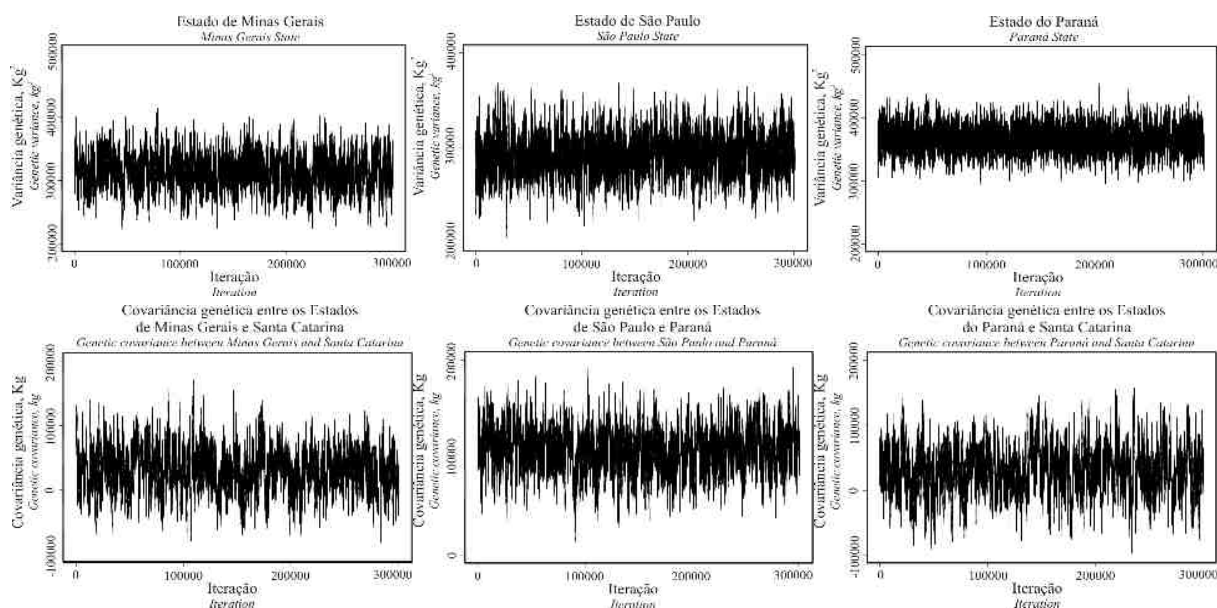 Estado de Minas Gerais
Minas Gerais State
Variância genética, Kg²
Genetic variance, kg²
500000
400000
300000
200000
0
100000
200000
300000
Iteração
Iteration
Estado de São Paulo
São Paulo State
Variância genética, Kg²
Genetic variance, kg²
400000
300000
200000
0
100000
200000
300000
Iteração
Iteration
Estado do Paraná
Paraná State
Variância genética, Kg²
Genetic variance, kg²
500000
400000
300000
200000
0
100000
200000
300000
Iteração
Iteration
Covariância genética entre os Estados
de Minas Gerais e Santa Catarina
Genetic covariance between Minas Gerais and Santa Catarina
Covariância genética, Kg
Genetic covariance, kg
200000
100000
0
-100000
0
100000
200000
300000
Iteração
Iteration
Covariância genética entre os Estados
de São Paulo e Paraná
Genetic covariance between São Paulo and Paraná
Covariância genética, Kg
Genetic covariance, kg
200000
100000
0
0
100000
200000
300000
Iteração
Iteration
Covariância genética entre os Estados
do Paraná e Santa Catarina
Genetic covariance between Paraná and Santa Catarina
Covariância genética, Kg
Genetic covariance, kg
200000
100000
0
-100000
0
100000
200000
300000
Iteração
Iteration